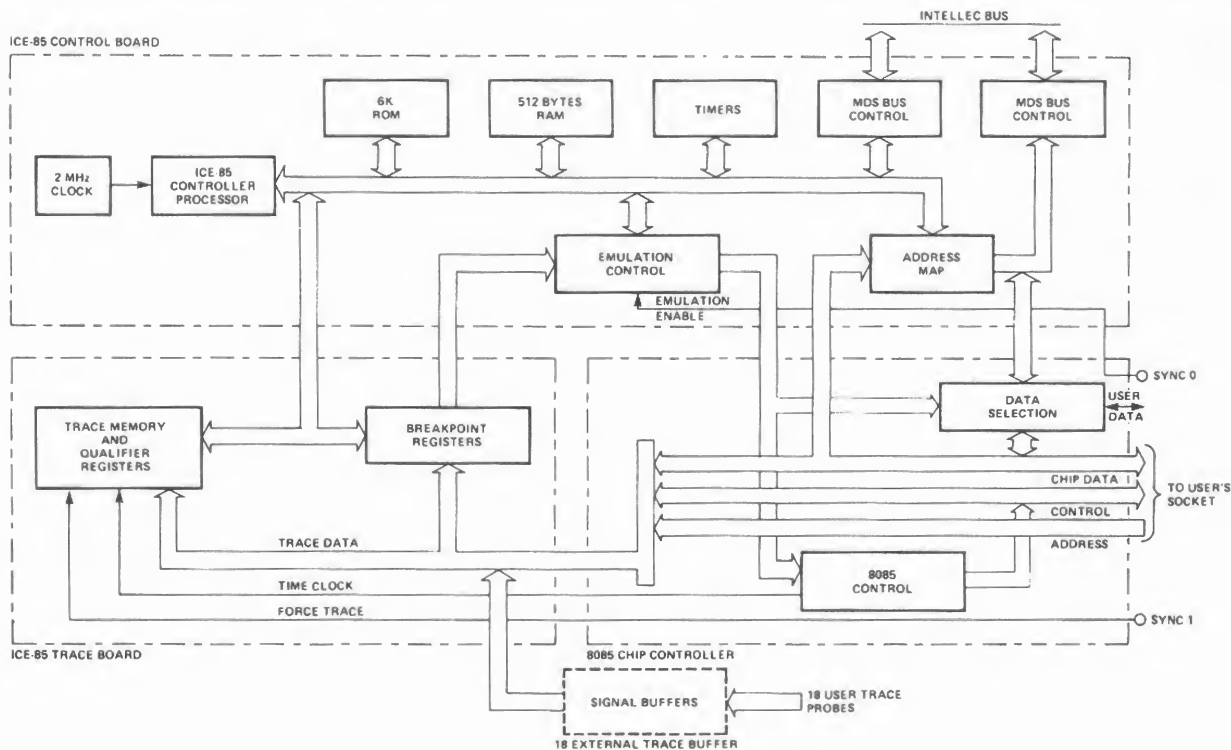 INTELLEC BUS
ICE-85 CONTROL BOARD
6K
ROM
512 BYTES
RAM
TIMERS
MDS BUS
CONTROL
MDS BUS
CONTROL
2 MHz
CLOCK
ICE-85
CONTROLLER
PROCESSOR
EMULATION
CONTROL
ADDRESS
MAP
EMULATION
ENABLE
SYNC 0
TRACE MEMORY
AND
QUALIFIER
REGISTERS
BREAKPOINT
REGISTERS
DATA
SELECTION
USER
DATA
CHIP DATA
CONTROL
ADDRESS
TO USER'S
SOCKET
TRACE DATA
TIME CLOCK
FORCE TRACE
8085
CONTROL
SYNC 1
ICE-85 TRACE BOARD
8085 CHIP CONTROLLER
SIGNAL BUFFERS
18 USER TRACE
PROBES
18 EXTERNAL TRACE BUFFER